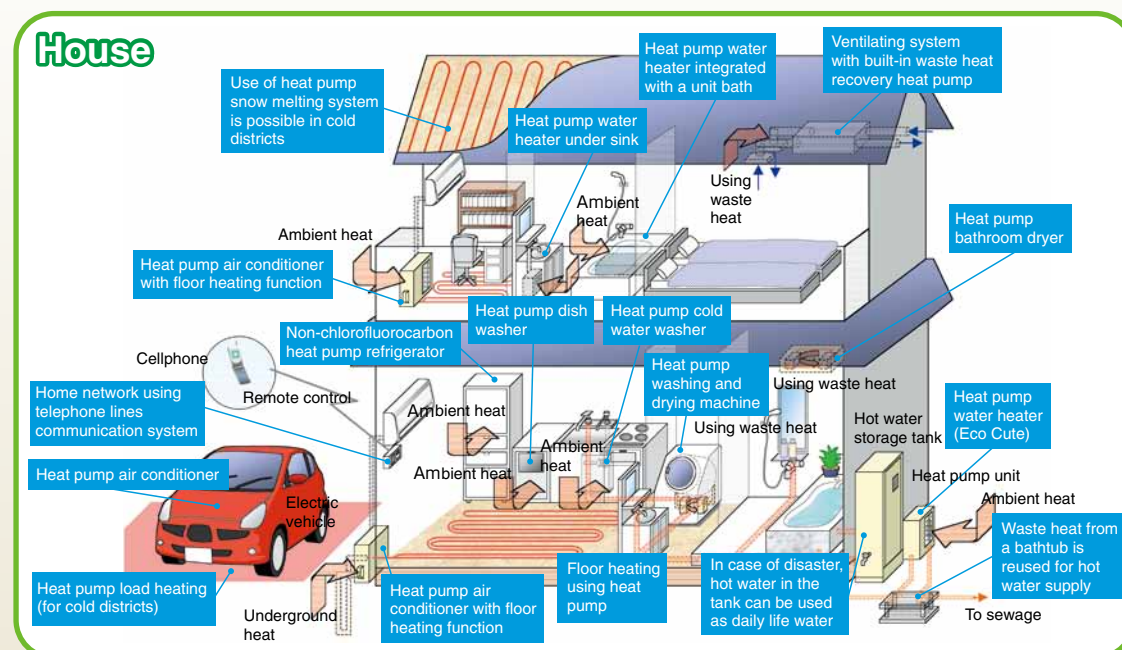 House
Use of heat pump
snow melting system
is possible in cold
districts
Heat pump water
heater under sink
Heat pump water
heater integrated
with a unit bath
Ventilating system
with built-in waste heat
recovery heat pump
Using
waste
heat
Ambient
heat
Ambient heat
Heat pump air conditioner
with floor heating function
Heat pump
bathroom dryer
Heat pump dish
washer
Heat pump cold
water washer
Non-chlorofluorocarbon
heat pump refrigerator
Cellphone
Remote control
Home network using
telephone lines
communication system
Heat pump
washing and
drying machine
Using waste heat
Using waste heat
Ambient heat
Ambient heat
Ambient
heat
Hot water
storage tank
Heat pump
water heater
(Eco Cute)
Heat pump unit
Ambient heat
Heat pump air conditioner
Electric
vehicle
Heat pump load heating
(for cold districts)
Underground
heat
Heat pump air
conditioner with floor
heating function
Floor heating
using heat
pump
In case of disaster,
hot water in the
tank can be used
as daily life water
Waste heat from
a bathtub is
reused for hot
water supply
To sewage